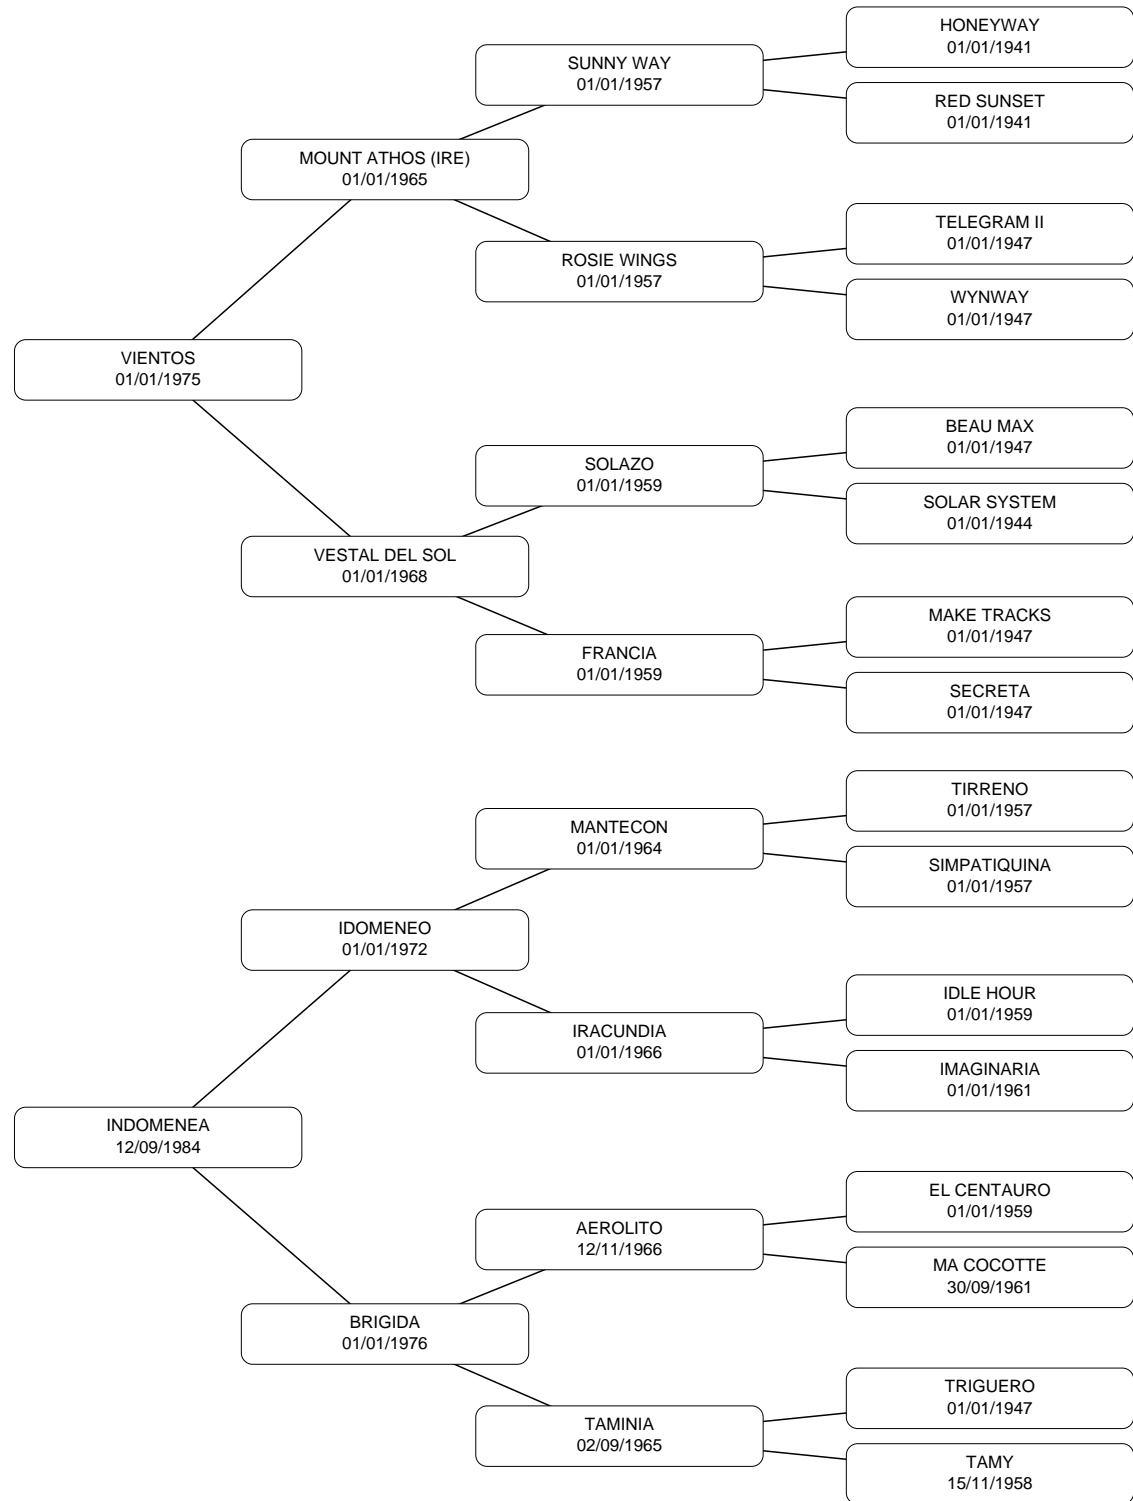 HONEYWAY
01/01/1941
SUNNY WAY
01/01/1957
RED SUNSET
01/01/1941
MOUNT ATHOS (IRE)
01/01/1965
TELEGRAM II
01/01/1947
ROSIE WINGS
01/01/1957
WYNWAY
01/01/1947
VIENTOS
01/01/1975
BEAU MAX
01/01/1947
SOLAZO
01/01/1959
SOLAR SYSTEM
01/01/1944
VESTAL DEL SOL
01/01/1968
MAKE TRACKS
01/01/1947
FRANCIA
01/01/1959
SECRETA
01/01/1947
TIRRENO
01/01/1957
MANTECON
01/01/1964
SIMPATIQUINA
01/01/1957
IDOMENEO
01/01/1972
IDLE HOUR
01/01/1959
IRACUNDIA
01/01/1966
IMAGINARIA
01/01/1961
INDOMENEA
12/09/1984
EL CENTAURO
01/01/1959
AEROLITO
12/11/1966
MA COCOTTE
30/09/1961
BRIGIDA
01/01/1976
TRIGUERO
01/01/1947
TAMINIA
02/09/1965
TAMY
15/11/1958